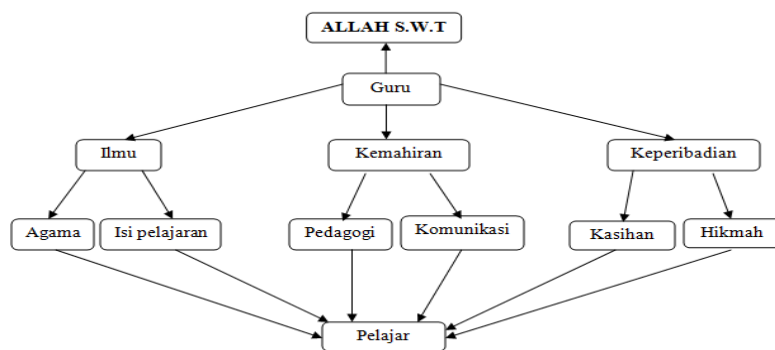 ALLAH S.W.T
Guru
Ilmu
Kemahiran
Keperibadian
Agama
Isi pelajaran
Pedagogi
Komunikasi
Kasihan
Hikmah
Pelajar